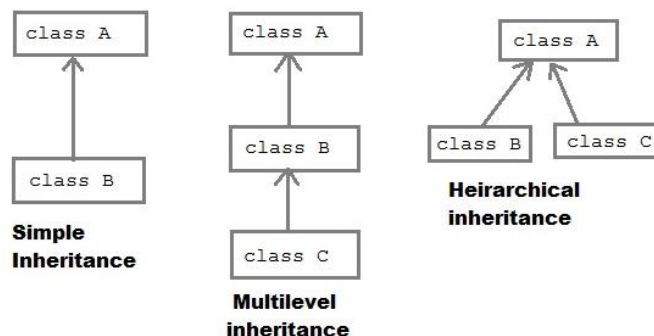 class A
class B
Simple
Inheritance
class A
class B
class C
Multilevel
inheritance
class A
class B
class C
Heirarchical
inheritance